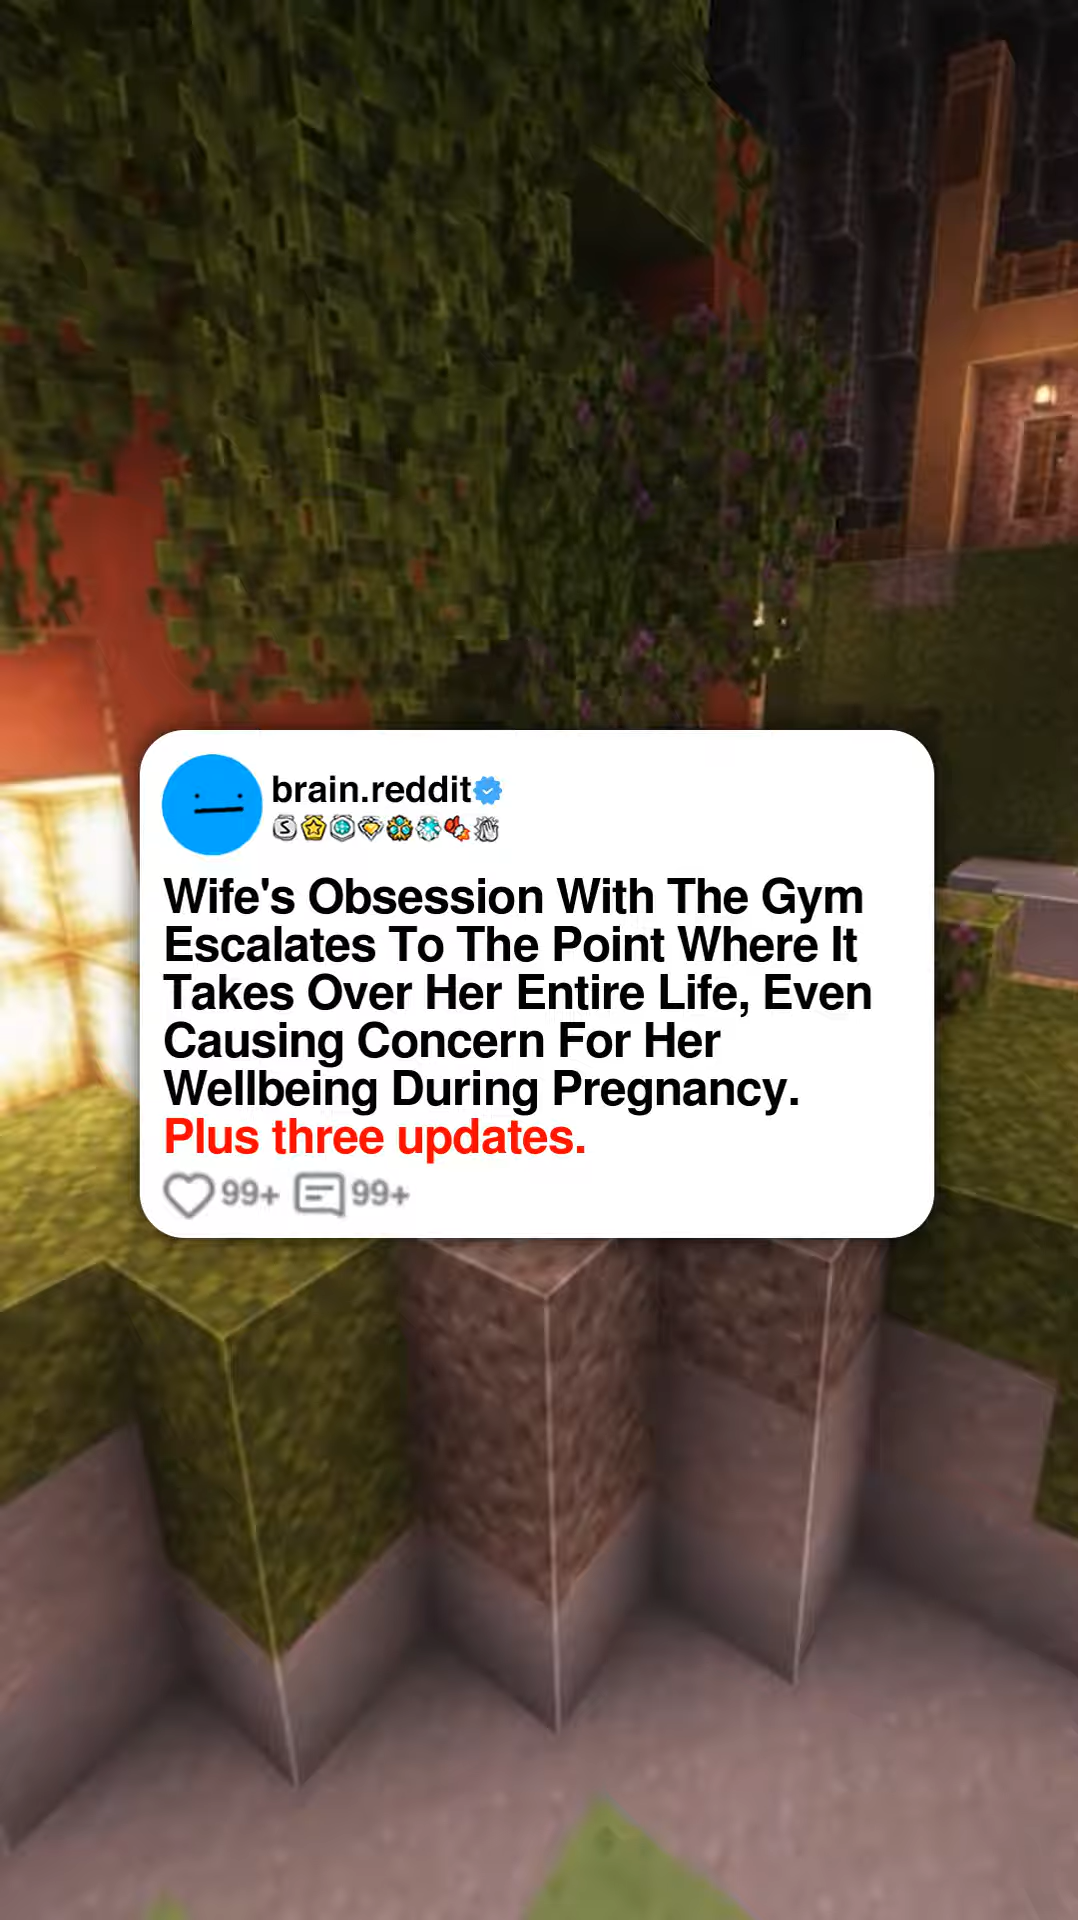 brain.reddit
Wife's Obsession With The Gym
Escalates To The Point Where It
Takes Over Her Entire Life, Even
Causing Concern For Her
Wellbeing During Pregnancy.
Plus three updates.
99+ 99+